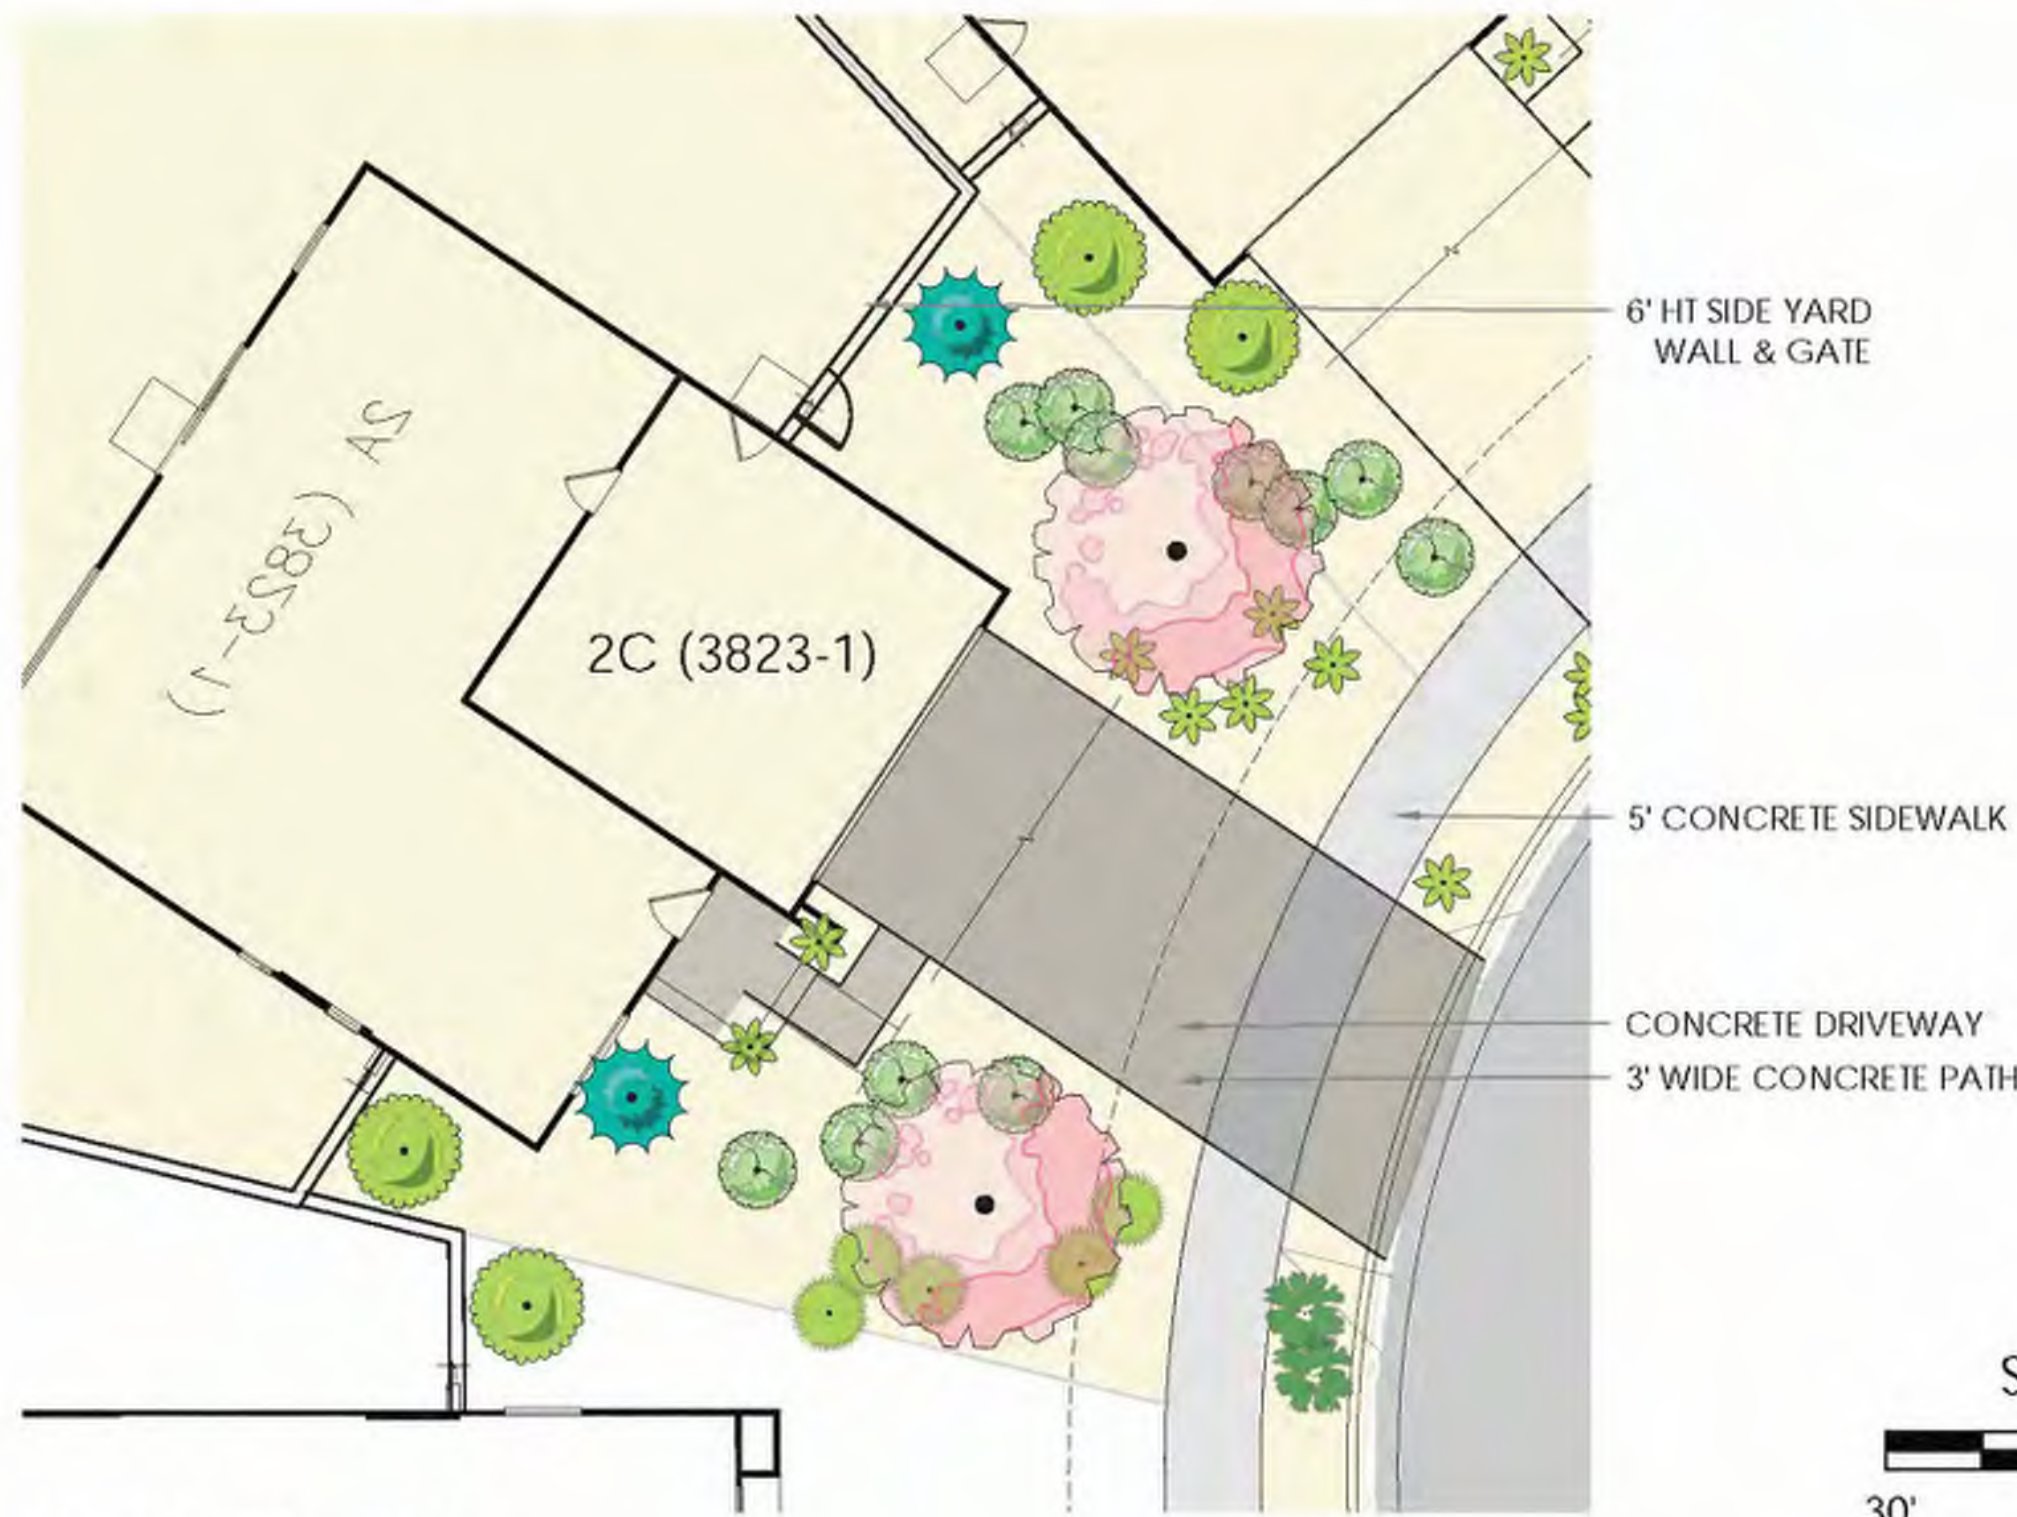 6' HT SIDE YARD
WALL & GATE
2A (3823-1)
2C (3823-1)
5' CONCRETE SIDEWALK
CONCRETE DRIVEWAY
3' WIDE CONCRETE PATH
S
30'